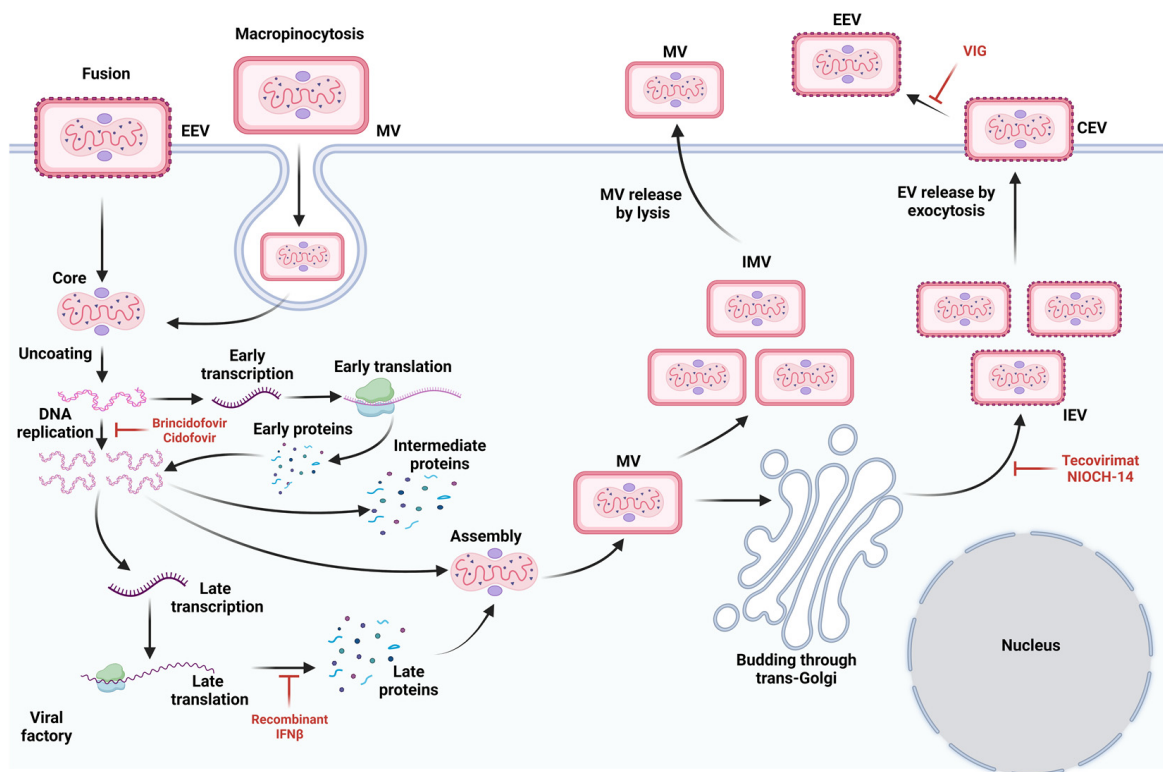 Fusion
EEV
Macropinocytosis
MV
Core
Uncoating
DNA
replication
Brincidofovir
Cidofovir
Early
transcription
Early translation
Early proteins
Intermediate
proteins
Late
transcription
Late
translation
Recombinant
IFNβ
Late
proteins
Viral
factory
Assembly
MV
IMV
MV release
by lysis
MV
Budding through
trans-Golgi
Tecovirimat
NIOCH-14
IEV
EV release by
exocytosis
CEV
VIG
EEV
Nucleus